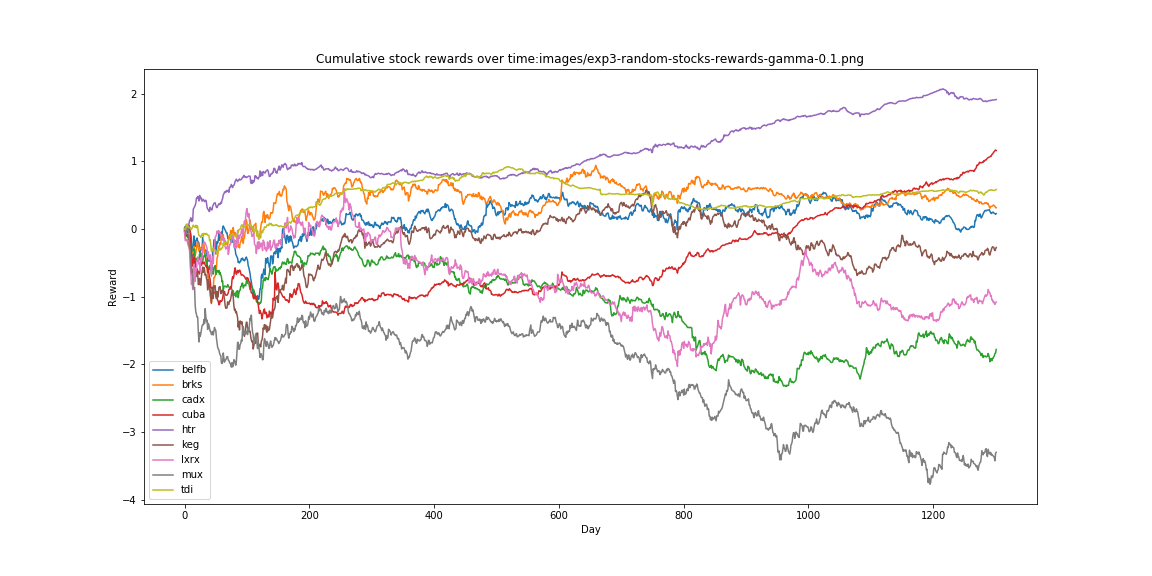 Cumulative stock rewards over time:images/exp3-random-stocks-rewards-gamma-0.1.png
2
1
0
−1
−2
−3
−4
Reward
belfb
brks
cadx
cuba
htr
keg
lxrx
mux
tdi
0 200 400 600 800 1000 1200
Day